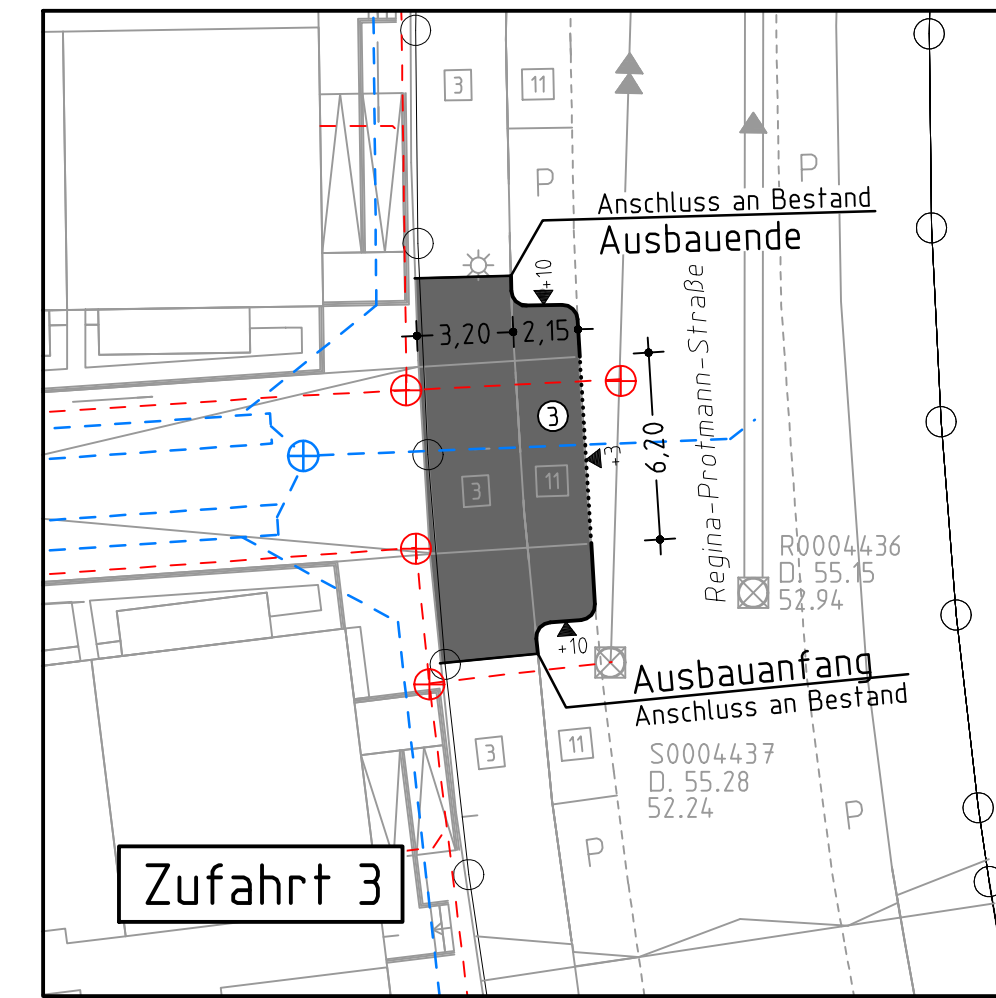 3
11
P
P
Anschluss an Bestand
Ausbauende
+10
3,20
2,15
Regina-Protmann-Straße
3
6,20
+3
3
11
R0004436
D. 55.15
52.94
+10
Ausbauanfang
Anschluss an Bestand
3
11
S0004437
D. 55.28
52.24
P
P
Zufahrt 3